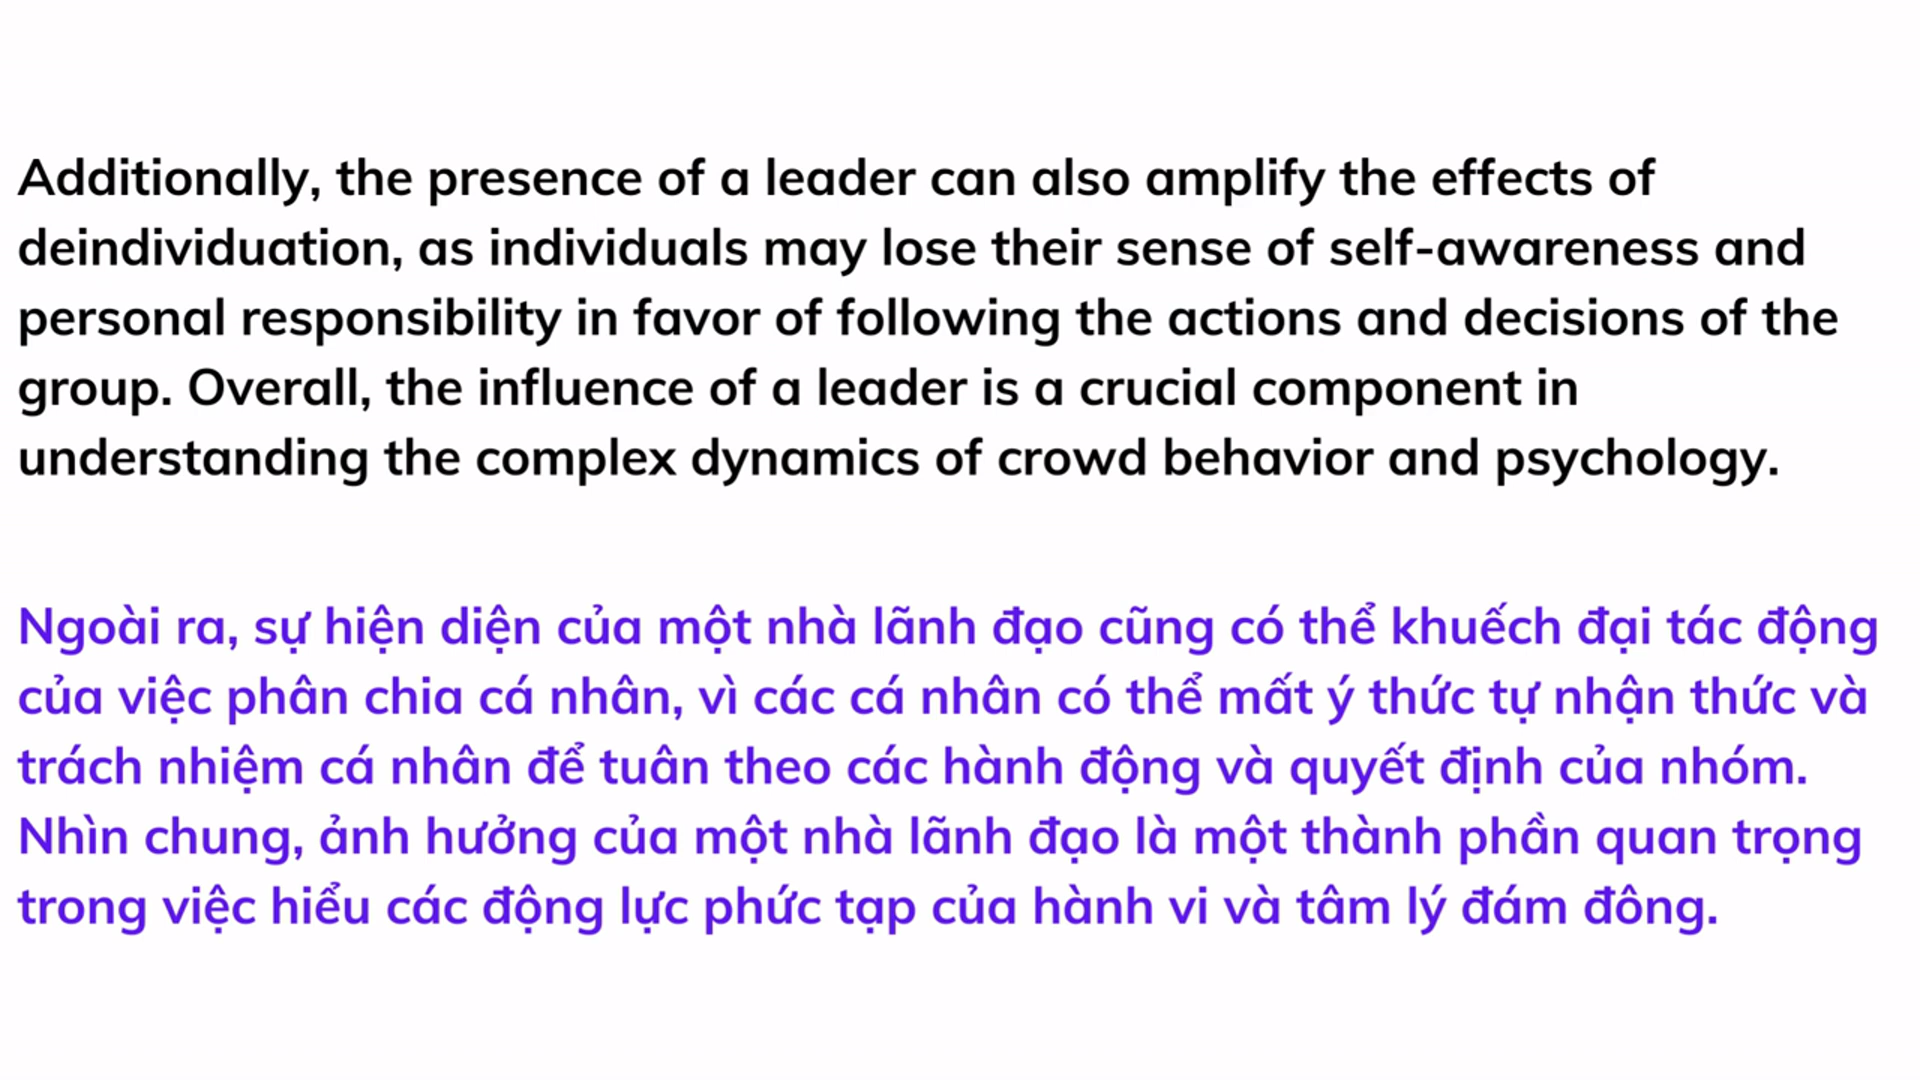 Additionally, the presence of a leader can also amplify the effects of
deindividuation, as individuals may lose their sense of self-awareness and
personal responsibility in favor of following the actions and decisions of the
group. Overall, the influence of a leader is a crucial component in
understanding the complex dynamics of crowd behavior and psychology.
Ngoài ra, sự hiện diện của một nhà lãnh đạo cũng có thể khuếch đại tác động
của việc phân chia cá nhân, vì các cá nhân có thể mất ý thức tự nhận thức và
trách nhiệm cá nhân để tuân theo các hành động và quyết định của nhóm.
Nhìn chung, ảnh hưởng của một nhà lãnh đạo là một thành phần quan trọng
trong việc hiểu các động lực phức tạp của hành vi và tâm lý đám đông.